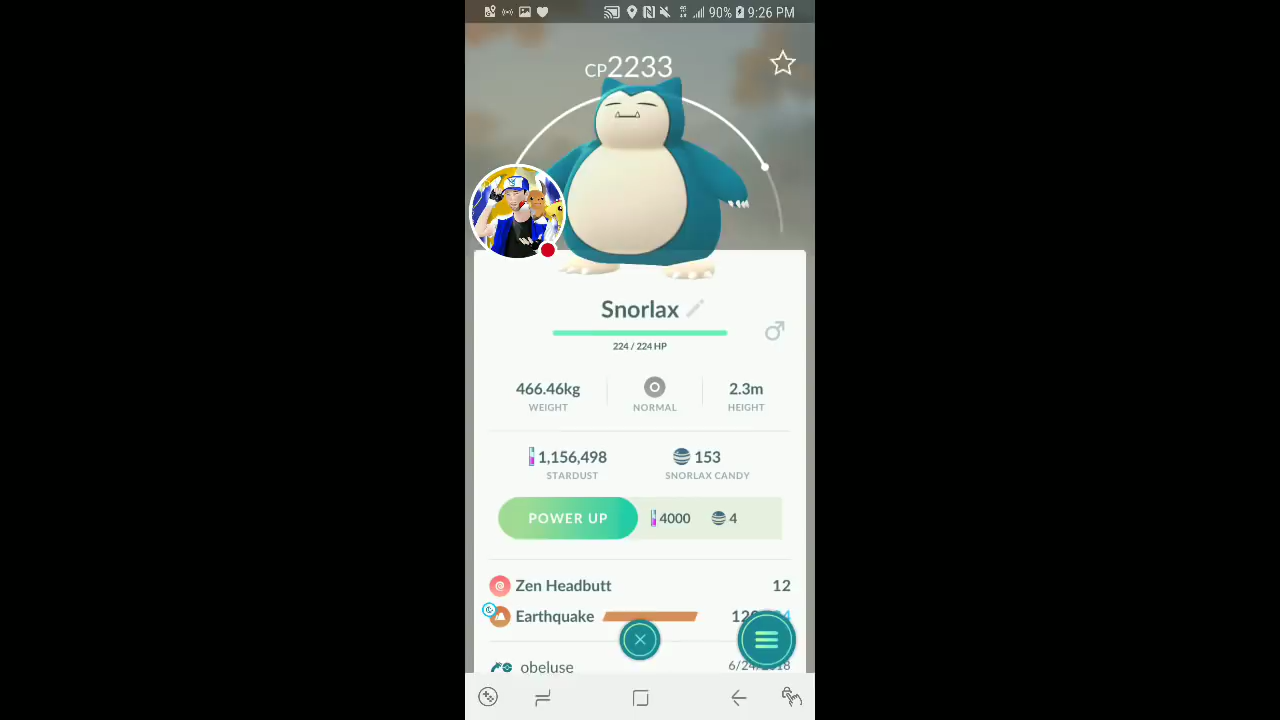 90% 9:26 PM
CP2233
Snorlax
224 / 224 HP
466.46kg
WEIGHT
NORMAL
2.3m
HEIGHT
1,156,498
STARDUST
153
SNORLAX CANDY
POWER UP 4000 4
Zen Headbutt 12
Earthquake
obeluse